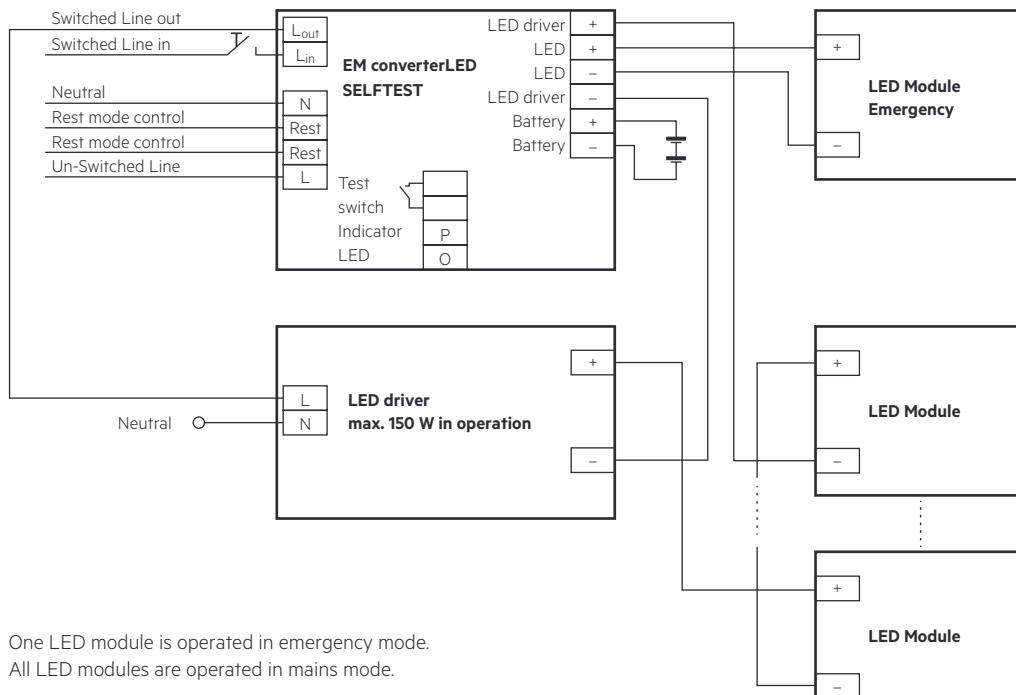 Switched Line out
Switched Line in
Neutral
Rest mode control
Rest mode control
Un-Switched Line
Lout
Lin
N
Rest
Rest
L
EM converterLED
SELFTEST
Test
switch
Indicator
LED
P
O
LED driver +
LED +
LED –
LED driver –
Battery +
Battery –
+
–
LED Module
Emergency
Neutral
L
N
LED driver
max. 150 W in operation
+
–
+
–
LED Module
+
–
LED Module
One LED module is operated in emergency mode.
All LED modules are operated in mains mode.